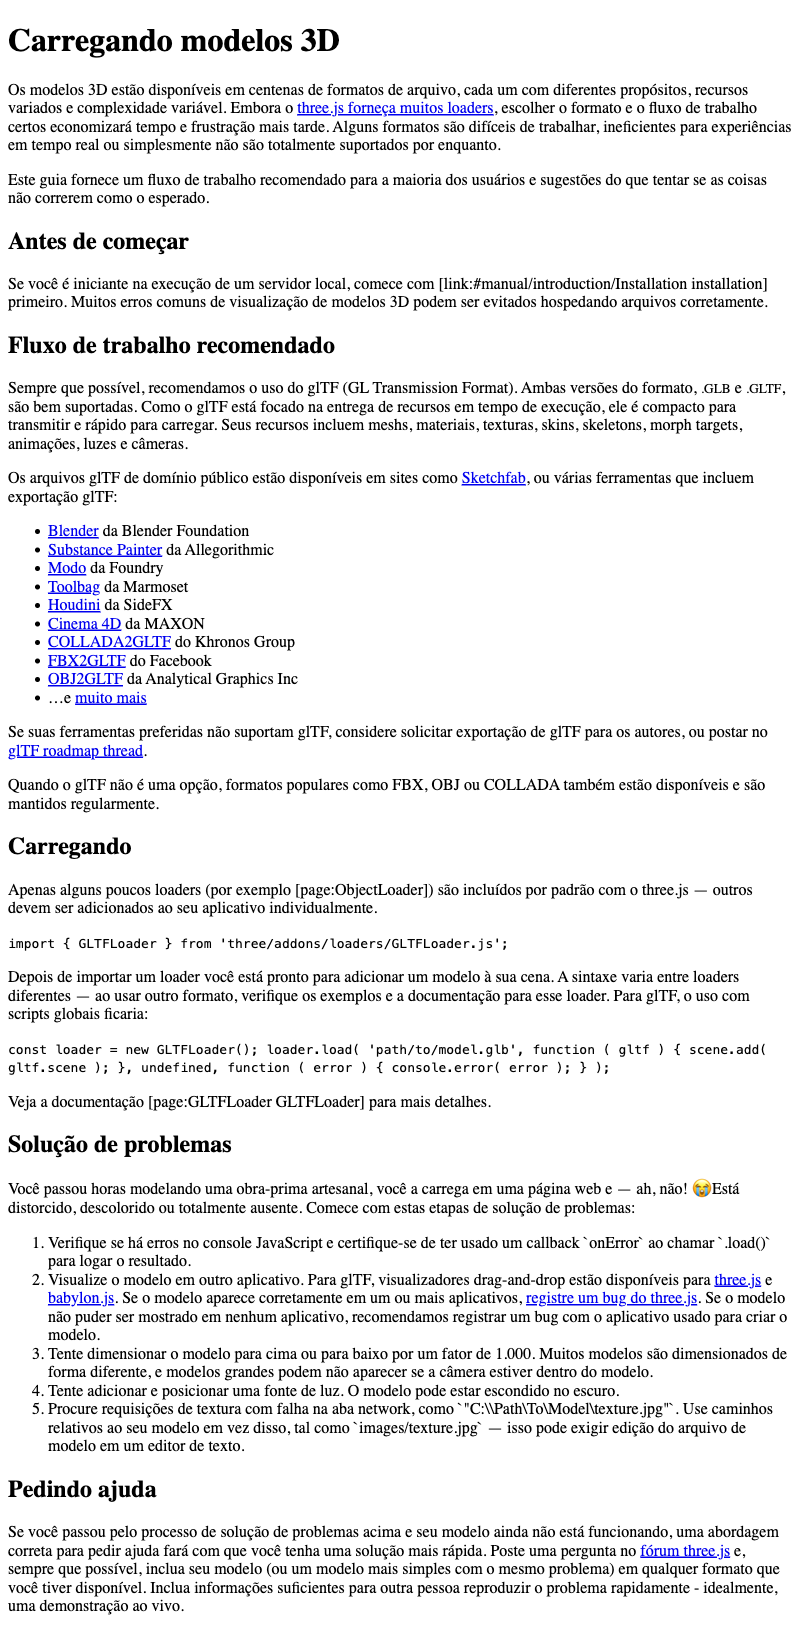 Carregando modelos 3D
Os modelos 3D estão disponíveis em centenas de formatos de arquivo, cada um com diferentes propósitos, recursos
variados e complexidade variável. Embora o three.js forneça muitos loaders, escolher o formato e o fluxo de trabalho
certos economizará tempo e frustração mais tarde. Alguns formatos são difíceis de trabalhar, ineficientes para experiências
em tempo real ou simplesmente não são totalmente suportados por enquanto.
Este guia fornece um fluxo de trabalho recomendado para a maioria dos usuários e sugestões do que tentar se as coisas
não correrem como o esperado.
Antes de começar
Se você é iniciante na execução de um servidor local, comece com [link:#manual/introduction/Installation installation]
primeiro. Muitos erros comuns de visualização de modelos 3D podem ser evitados hospedando arquivos corretamente.
Fluxo de trabalho recomendado
Sempre que possível, recomendamos o uso do glTF (GL Transmission Format). Ambas versões do formato, .GLB e .GLTF,
são bem suportadas. Como o glTF está focado na entrega de recursos em tempo de execução, ele é compacto para
transmitir e rápido para carregar. Seus recursos incluem meshs, materiais, texturas, skins, skeletons, morph targets,
animações, luzes e câmeras.
Os arquivos glTF de domínio público estão disponíveis em sites como Sketchfab, ou várias ferramentas que incluem
exportação glTF:
• Blender da Blender Foundation
• Substance Painter da Allegorithmic
• Modo da Foundry
• Toolbag da Marmoset
• Houdini da SideFX
• Cinema 4D da MAXON
• COLLADA2GLTF do Khronos Group
• FBX2GLTF do Facebook
• OBJ2GLTF da Analytical Graphics Inc
• …e muito mais
Se suas ferramentas preferidas não suportam glTF, considere solicitar exportação de glTF para os autores, ou postar no
glTF roadmap thread.
Quando o glTF não é uma opção, formatos populares como FBX, OBJ ou COLLADA também estão disponíveis e são
mantidos regularmente.
Carregando
Apenas alguns poucos loaders (por exemplo [page:ObjectLoader]) são incluídos por padrão com o three.js — outros
devem ser adicionados ao seu aplicativo individualmente.
import { GLTFLoader } from 'three/addons/loaders/GLTFLoader.js';
Depois de importar um loader você está pronto para adicionar um modelo à sua cena. A sintaxe varia entre loaders
diferentes — ao usar outro formato, verifique os exemplos e a documentação para esse loader. Para glTF, o uso com
scripts globais ficaria:
const loader = new GLTFLoader(); loader.load( 'path/to/model.glb', function ( gltf ) { scene.add(
gltf.scene ); }, undefined, function ( error ) { console.error( error ); } );
Veja a documentação [page:GLTFLoader GLTFLoader] para mais detalhes.
Solução de problemas
Você passou horas modelando uma obra-prima artesanal, você a carrega em uma página web e — ah, não! 😭Está
distorcido, descolorido ou totalmente ausente. Comece com estas etapas de solução de problemas:
1. Verifique se há erros no console JavaScript e certifique-se de ter usado um callback `onError` ao chamar `.load()`
para logar o resultado.
2. Visualize o modelo em outro aplicativo. Para glTF, visualizadores drag-and-drop estão disponíveis para three.js e
babylon.js. Se o modelo aparece corretamente em um ou mais aplicativos, registre um bug do three.js. Se o modelo
não puder ser mostrado em nenhum aplicativo, recomendamos registrar um bug com o aplicativo usado para criar o
modelo.
3. Tente dimensionar o modelo para cima ou para baixo por um fator de 1.000. Muitos modelos são dimensionados de
forma diferente, e modelos grandes podem não aparecer se a câmera estiver dentro do modelo.
4. Tente adicionar e posicionar uma fonte de luz. O modelo pode estar escondido no escuro.
5. Procure requisições de textura com falha na aba network, como `"C:\\Path\To\Model\texture.jpg"`. Use caminhos
relativos ao seu modelo em vez disso, tal como `images/texture.jpg` — isso pode exigir edição do arquivo de
modelo em um editor de texto.
Pedindo ajuda
Se você passou pelo processo de solução de problemas acima e seu modelo ainda não está funcionando, uma abordagem
correta para pedir ajuda fará com que você tenha uma solução mais rápida. Poste uma pergunta no fórum three.js e,
sempre que possível, inclua seu modelo (ou um modelo mais simples com o mesmo problema) em qualquer formato que
você tiver disponível. Inclua informações suficientes para outra pessoa reproduzir o problema rapidamente - idealmente,
uma demonstração ao vivo.